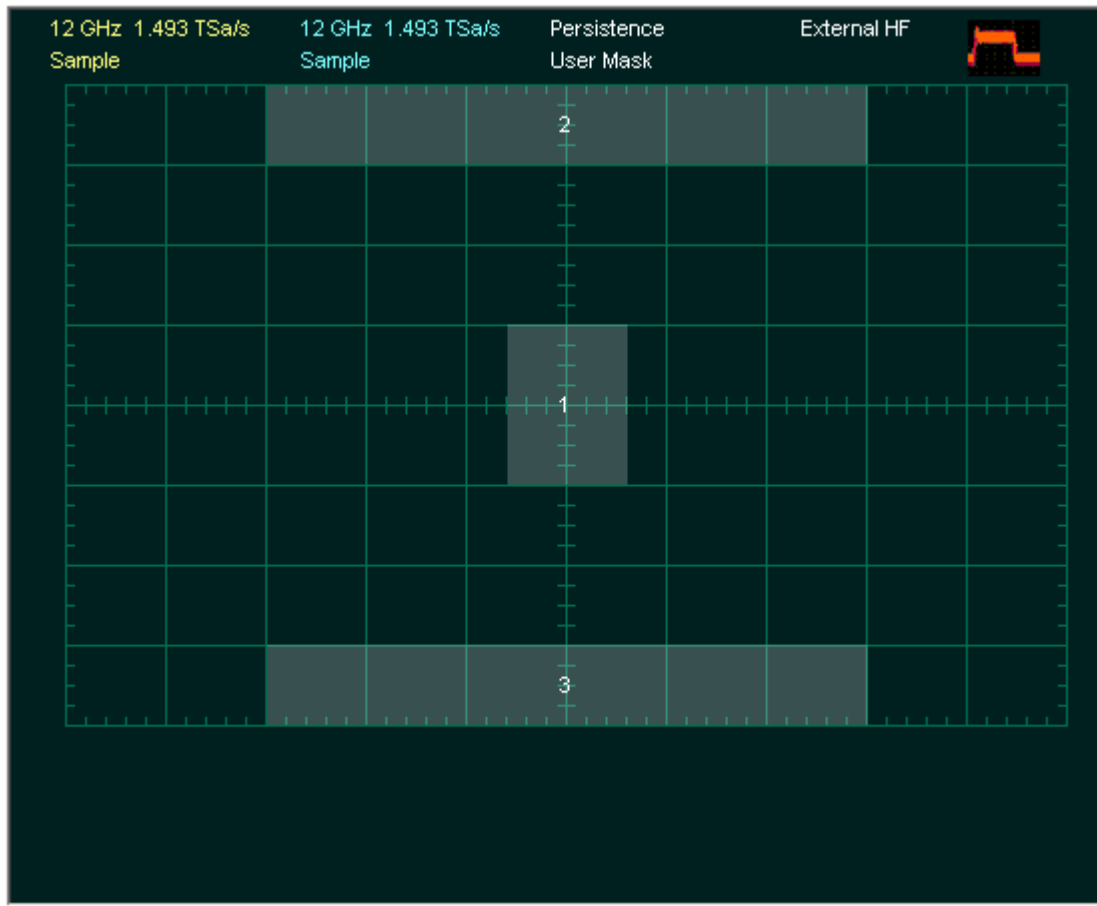 12 GHz 1.493 TSa/s 12 GHz 1.493 TSa/s Persistence External HF
Sample Sample User Mask
2
1
3